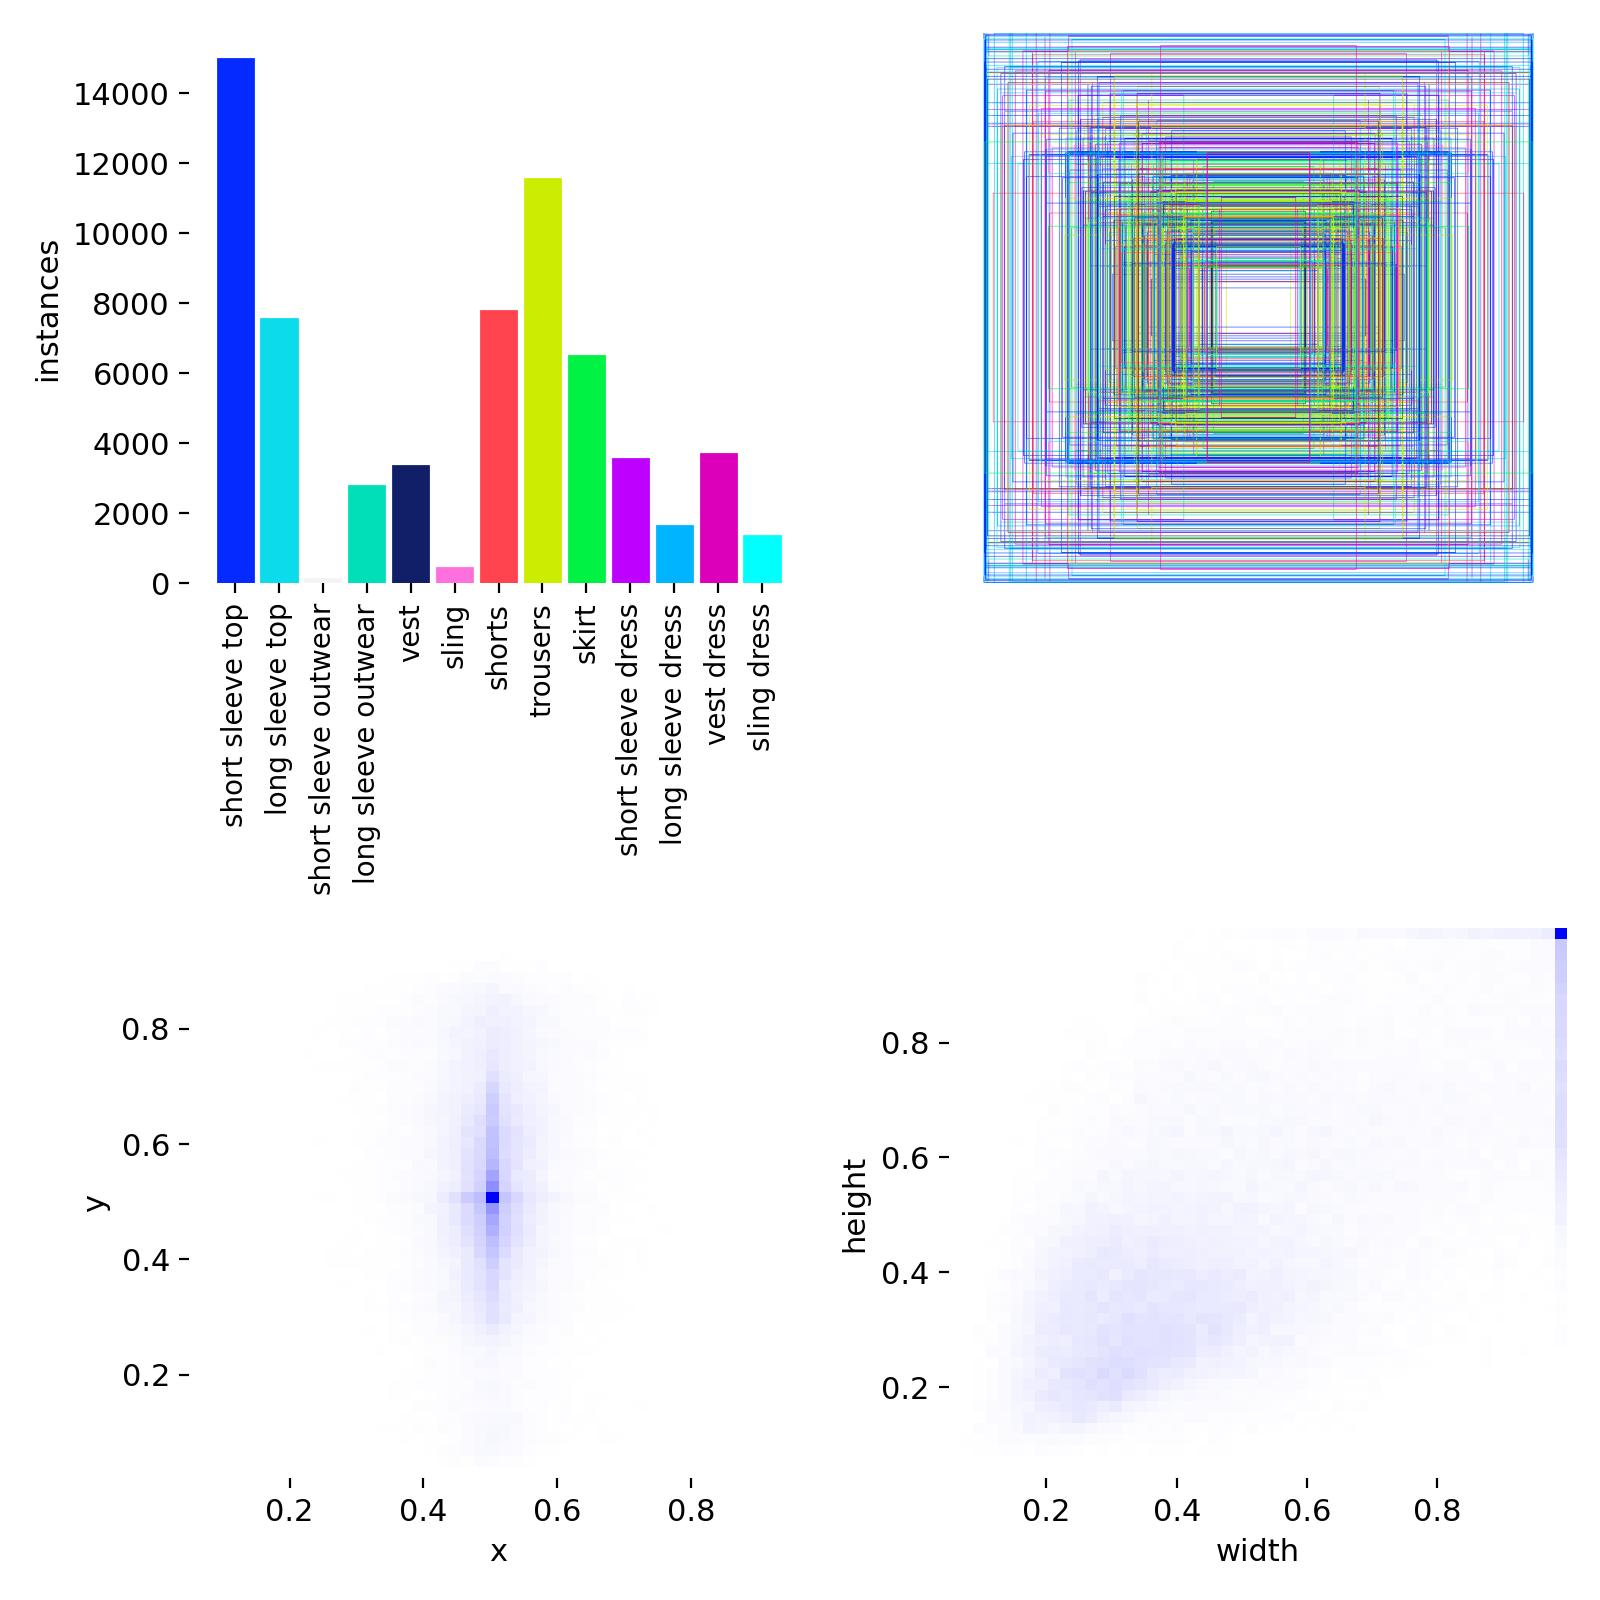 14000
12000
10000
8000
6000
4000
2000
0
instances
short sleeve top
long sleeve top
short sleeve outwear
long sleeve outwear
vest
sling
shorts
trousers
skirt
short sleeve dress
long sleeve dress
vest dress
sling dress
0.8
0.6
0.4
0.2
y
0.2 0.4 0.6 0.8
x
0.8
0.6
0.4
0.2
height
0.2 0.4 0.6 0.8
width